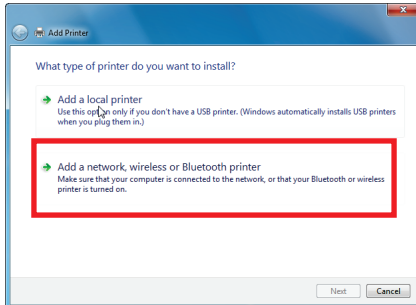 Add Printer
What type of printer do you want to install?
Add a local printer
Use this option only if you don't have a USB printer. (Windows automatically installs USB printers
when you plug them in.)
Add a network, wireless or Bluetooth printer
Make sure that your computer is connected to the network, or that your Bluetooth or wireless
printer is turned on.
Next Cancel